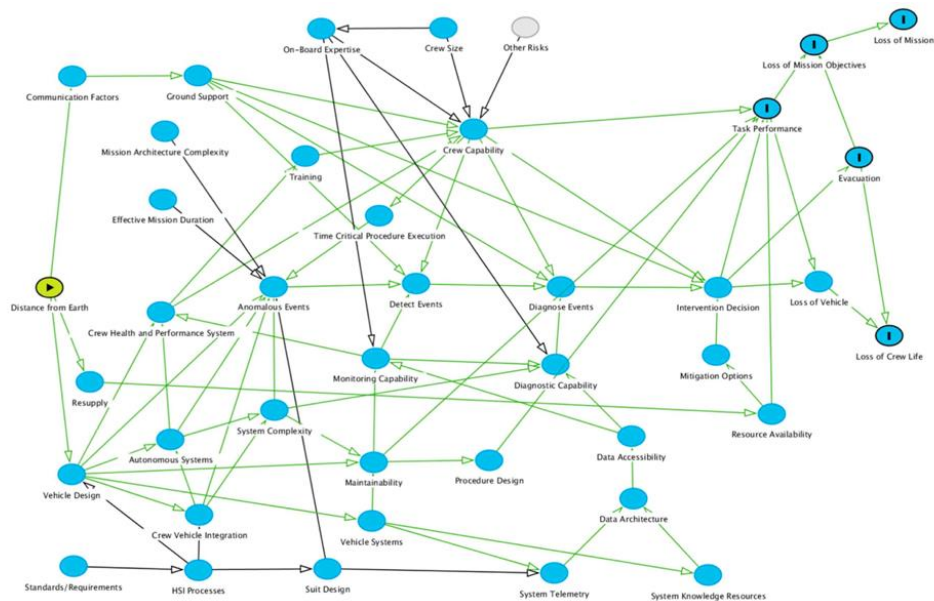 Loss of Mission
On-Board Expertise
Crew Size
Other Risks
Loss of Mission Objectives
Communication Factors
Ground Support
Task Performance
Mission Architecture Complexity
Crew Capability
Training
Evacuation
Effective Mission Duration
Time Critical Procedure Execution
Distance from Earth
Anomalous Events
Detect Events
Diagnose Events
Intervention Decision
Loss of Vehicle
Crew Health and Performance System
Loss of Crew Life
Monitoring Capability
Diagnostic Capability
Mitigation Options
Resupply
System Complexity
Resource Availability
Autonomous Systems
Data Accessibility
Vehicle Design
Maintainability
Procedure Design
Data Architecture
Crew Vehicle Integration
Vehicle Systems
Standards/Requirements
HSI Processes
Suit Design
System Telemetry
System Knowledge Resources